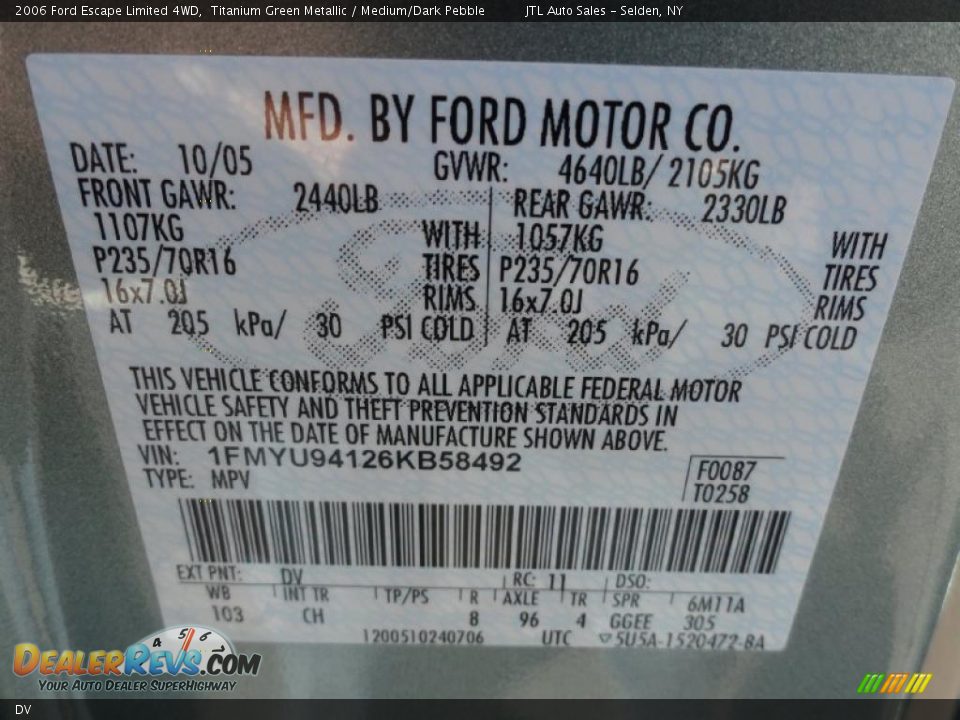 2006 Ford Escape Limited 4WD, Titanium Green Metallic / Medium/Dark Pebble JTL Auto Sales - Selden, NY
MFD. BY FORD MOTOR CO.
DATE: 10/05 GVWR: 4640LB/ 2105KG
FRONT GAWR: 2440LB REAR GAWR: 2330LB
1107KG WITH 1057KG WITH
P235/70R16 TIRES P235/70R16 TIRES
16x7.0J RIMS 16x7.0J RIMS
AT 205 kPa/ 30 PSI COLD AT 205 kPa/ 30 PSI COLD
Ford
THIS VEHICLE CONFORMS TO ALL APPLICABLE FEDERAL MOTOR
VEHICLE SAFETY AND THEFT PREVENTION STANDARDS IN
EFFECT ON THE DATE OF MANUFACTURE SHOWN ABOVE.
VIN: 1FMYU94126KB58492 F0087
TYPE: MPV T0258
EXT PNT: DV RC: 11 DSO:
WB INT TR TP/PS R AXLE TR SPR 6M11A
103 CH 8 96 4 GGEE 305
1200510240706 UTC 5U5A-1520472-BA
4 5 6 7
DEALERREVS.COM
YOUR AUTO DEALER SUPERHIGHWAY
DV